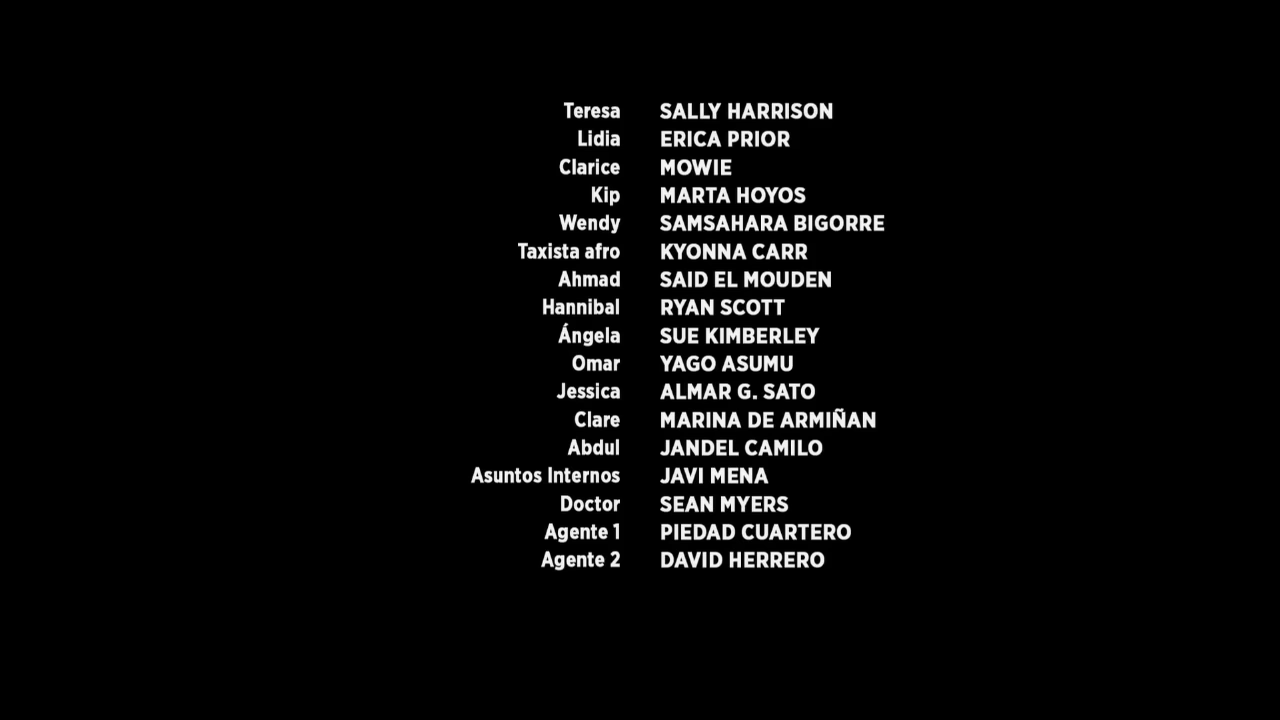 Teresa SALLY HARRISON
Lidia ERICA PRIOR
Clarice MOWIE
Kip MARTA HOYOS
Wendy SAMSAHARA BIGORRE
Taxista afro KYONNA CARR
Ahmad SAID EL MOUDEN
Hannibal RYAN SCOTT
Ángela SUE KIMBERLEY
Omar YAGO ASUMU
Jessica ALMAR G. SATO
Clare MARINA DE ARMIÑAN
Abdul JANDEL CAMILO
Asuntos Internos JAVI MENA
Doctor SEAN MYERS
Agente 1 PIEDAD CUARTERO
Agente 2 DAVID HERRERO